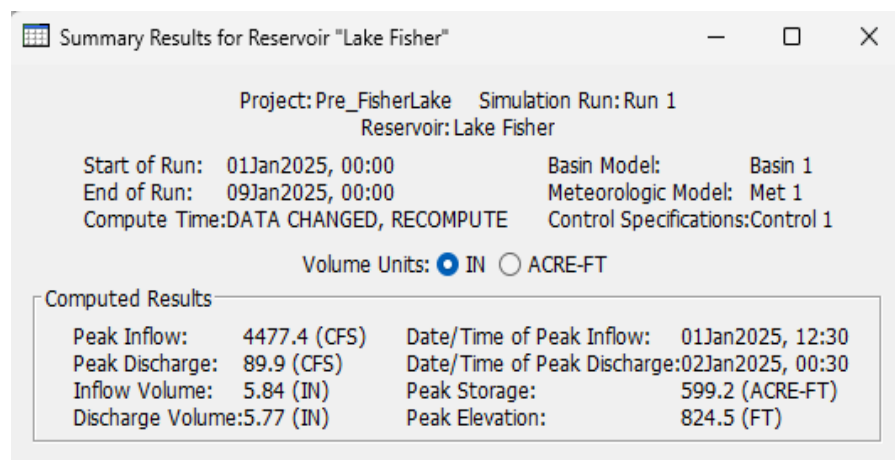 Summary Results for Reservoir "Lake Fisher"
Project: Pre_FisherLake Simulation Run: Run 1
Reservoir: Lake Fisher
Start of Run: 01Jan2025, 00:00 Basin Model: Basin 1
End of Run: 09Jan2025, 00:00 Meteorologic Model: Met 1
Compute Time:DATA CHANGED, RECOMPUTE Control Specifications:Control 1
Volume Units: IN ACRE-FT
Computed Results
Peak Inflow: 4477.4 (CFS) Date/Time of Peak Inflow: 01Jan2025, 12:30
Peak Discharge: 89.9 (CFS) Date/Time of Peak Discharge:02Jan2025, 00:30
Inflow Volume: 5.84 (IN) Peak Storage: 599.2 (ACRE-FT)
Discharge Volume:5.77 (IN) Peak Elevation: 824.5 (FT)